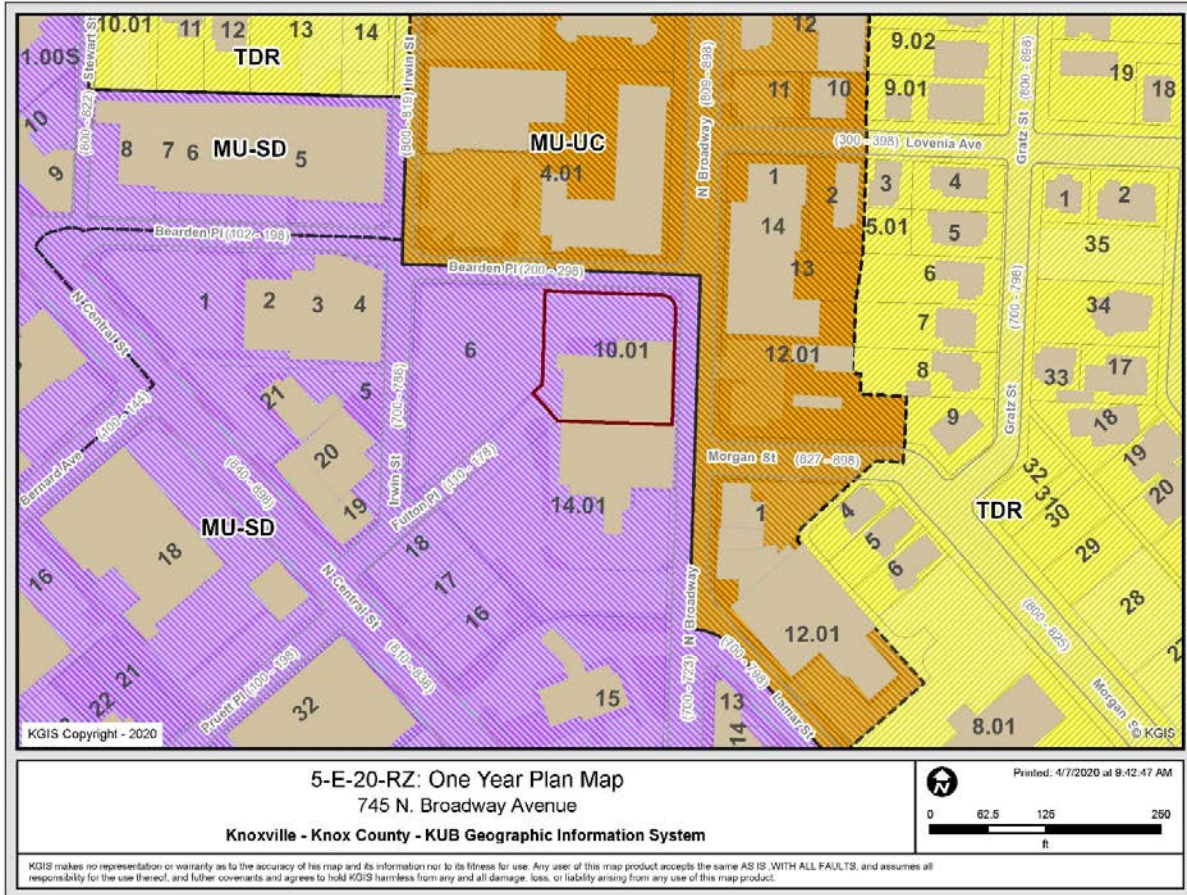 10.01 11 12 13 14
TDR
1.00S
Stewart St
(800 - 822)
Irwin St
(800 - 819)
10
9
8 7 6 5
MU-SD
MU-UC
4.01
12
11 10
N Broadway (809 - 898)
9.02
9.01
Gratz St (800 - 898)
19
18
(300 - 398) Lovenia Ave
1 2
14
13
12.01
3 4
5.01
5
6
7
8
9
Gratz St
(700 - 798)
1 2
35
34
33 17
18
19
20
Bearden Pl (102 - 198)
Bearden Pl (200 - 298)
N Central St
1 2 3 4
6
10.01
21
5
20
19
Irwin St
(700 - 788)
Fulton Pl (110 - 178)
14.01
Bernard Ave (100 - 144)
(840 - 898)
MU-SD
18
16
18
17
16
N Central St
(810 - 838)
Pruett Pl (100 - 138)
21
22
32
15
(700 - 723) N Broadway
(700 - 798)
Lamar St
13
14
Morgan St (827 - 898)
1
12.01
4
5
6
TDR
32
31
30
29
28
(800 - 825)
Morgan St
8.01
KGIS Copyright - 2020
© KGIS
5-E-20-RZ: One Year Plan Map
745 N. Broadway Avenue
Knoxville - Knox County - KUB Geographic Information System
N
Printed: 4/7/2020 at 9:42:47 AM
0 62.5 125 250
ft
KGIS makes no representation or warranty as to the accuracy of his map and its information nor to its fitness for use. Any user of this map product accepts the same AS IS ,WITH ALL FAULTS, and assumes all
responsibility for the use thereof, and futher covenants and agrees to hold KGIS harmless from any and all damage, loss, or liability arising from any use of this map product.